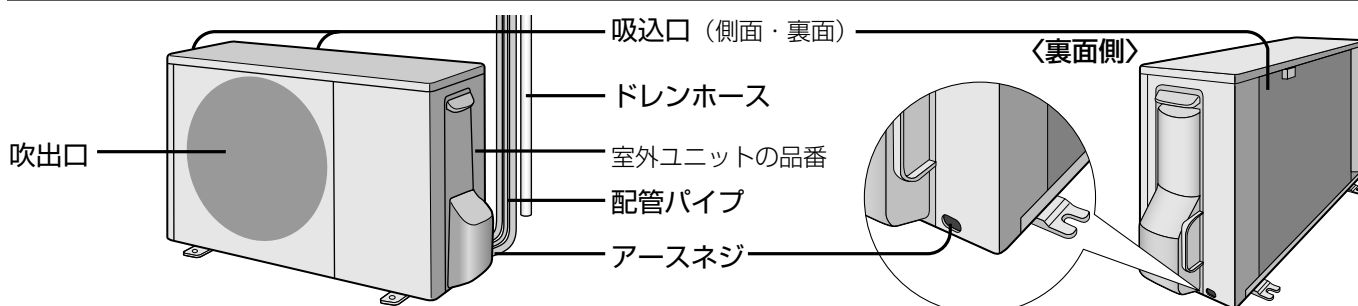 吸込口（側面・裏面）
〈裏面側〉
ドレンホース
吹出口
室外ユニットの品番
配管パイプ
アースネジ